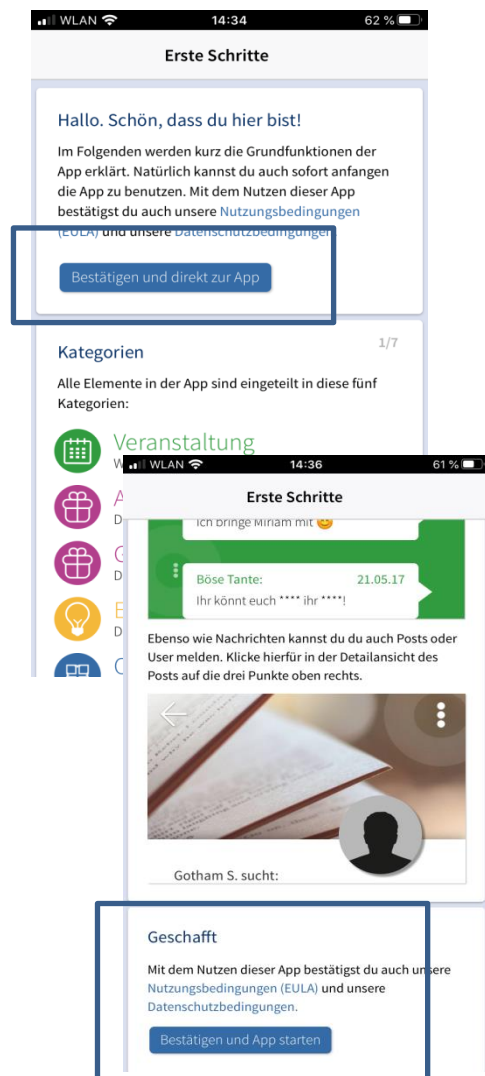 WLAN 14:34 62 %
Erste Schritte
Hallo. Schön, dass du hier bist!
Im Folgenden werden kurz die Grundfunktionen der
App erklärt. Natürlich kannst du auch sofort anfangen
die App zu benutzen. Mit dem Nutzen dieser App
bestätigst du auch unsere Nutzungsbedingungen
(EULA) und unsere Datenschutzbedingungen.
Bestätigen und direkt zur App
Kategorien 1/7
Alle Elemente in der App sind eingeteilt in diese fünf
Kategorien:
Veranstaltung
W
A
D
G
D
E
D
WLAN 14:36 61 %
Erste Schritte
Ich bringe Miriam mit
Böse Tante: 21.05.17
Ihr könnt euch **** ihr ****!
Ebenso wie Nachrichten kannst du du auch Posts oder
User melden. Klicke hierfür in der Detailansicht des
Posts auf die drei Punkte oben rechts.
Gotham S. sucht:
Geschafft
Mit dem Nutzen dieser App bestätigst du auch unsere
Nutzungsbedingungen (EULA) und unsere
Datenschutzbedingungen.
Bestätigen und App starten